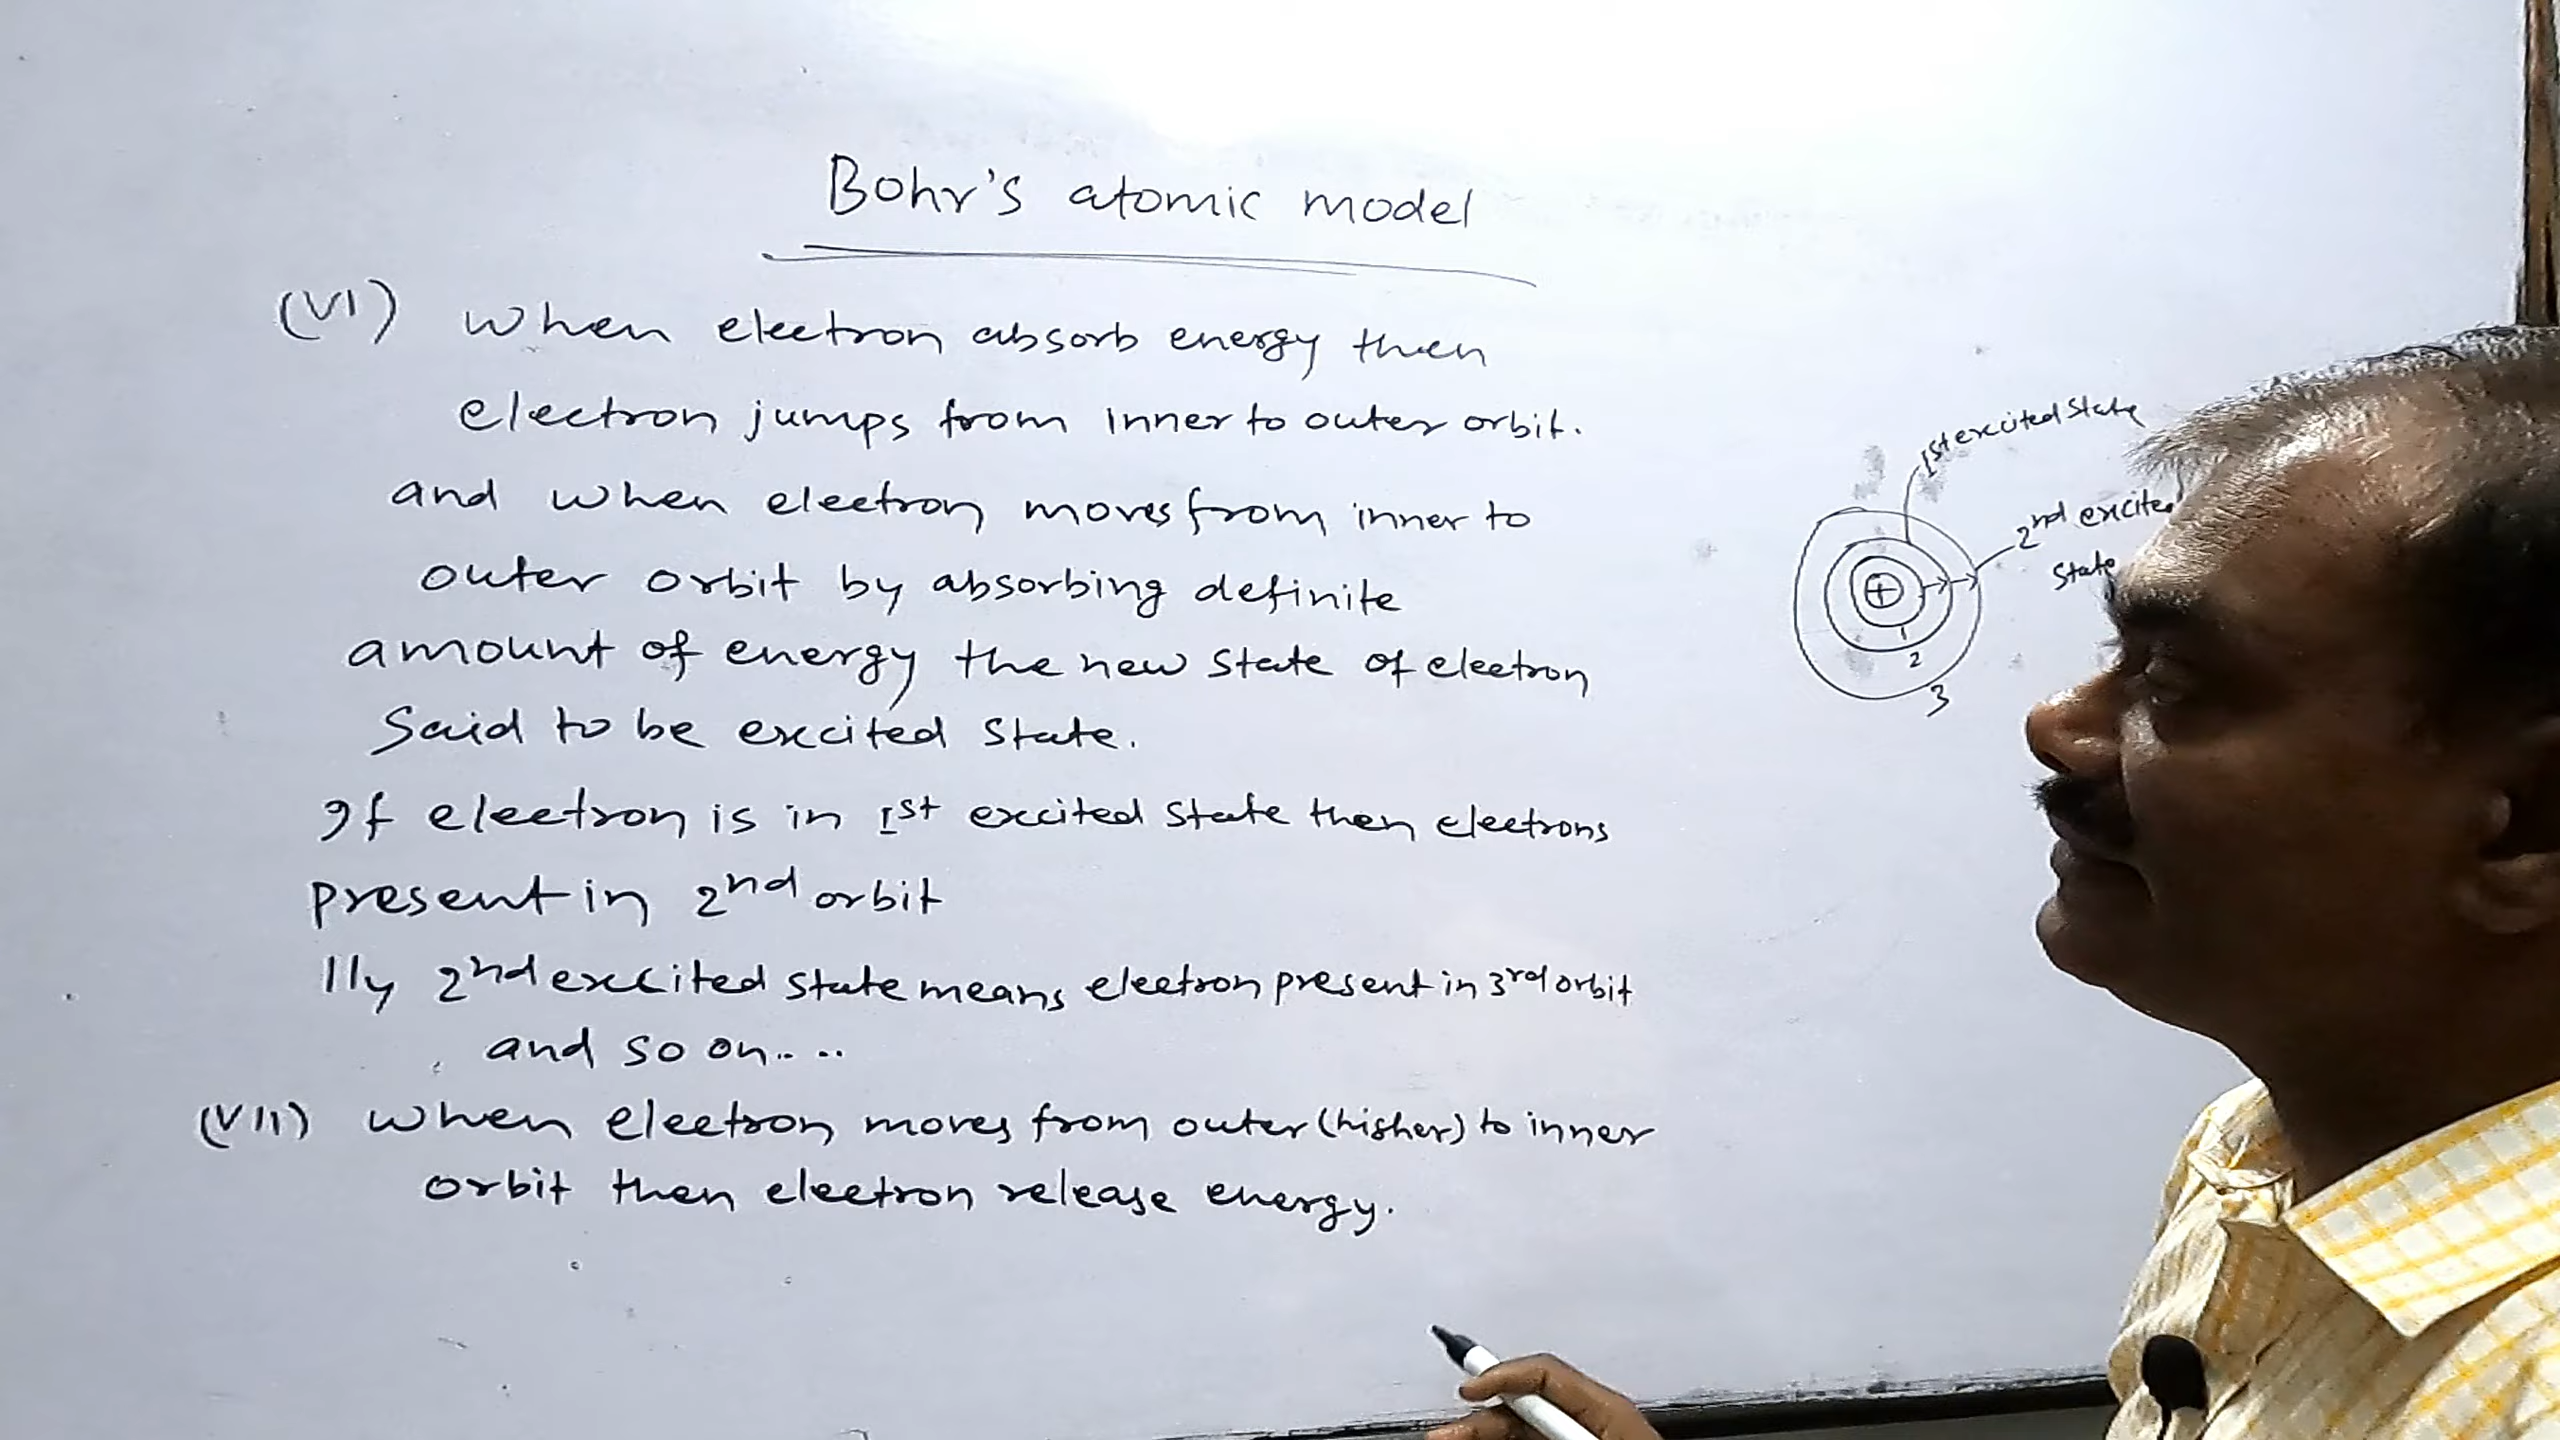 Bohr's atomic model
(VI) When electron absorb energy then
electron jumps from inner to outer orbit.
and when electron moves from inner to
outer orbit by absorbing definite
amount of energy the new state of electron
Said to be excited state.
If electron is in 1st excited state then electrons
present in 2nd orbit
lly 2nd excited state means electron present in 3rd orbit
and so on....
(VII) when electron moves from outer (higher) to inner
orbit then electron release energy.
1st excited state
2nd excited
state
+
1
2
3